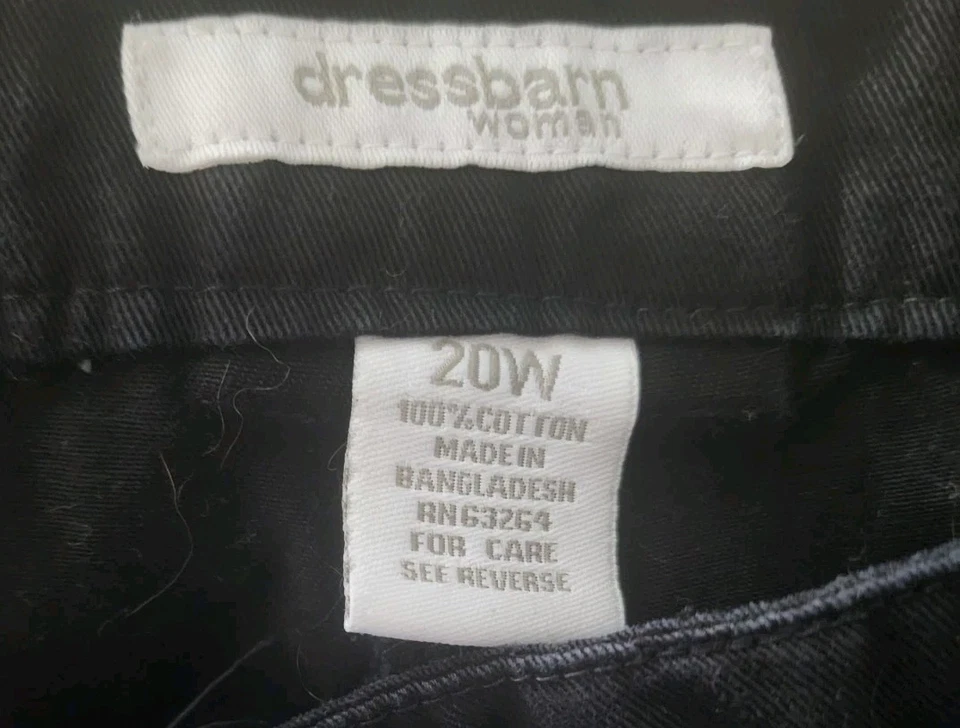 dressbarn
woman
20W
100%COTTON
MADE IN
BANGLADESH
RN63264
FOR CARE
SEE REVERSE